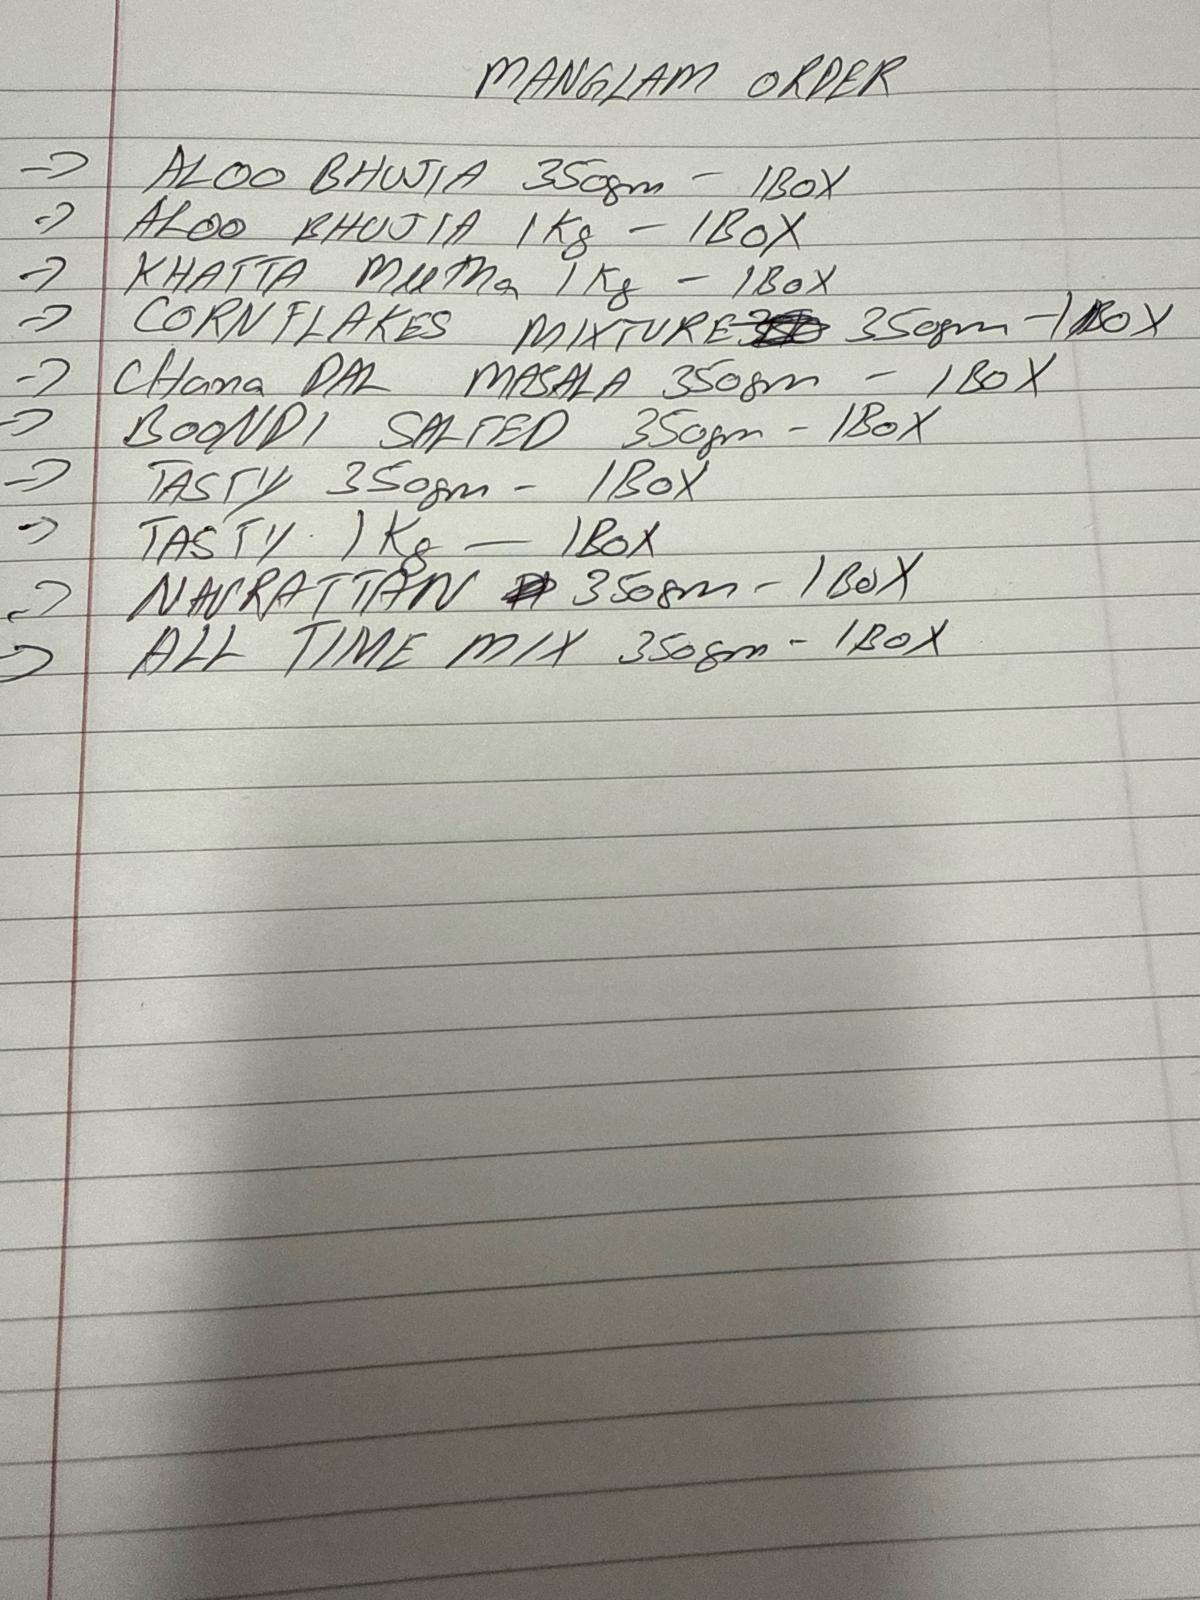 MANGLAM ORDER
→ ALOO BHUJIA 350gm - 1BOX
→ ALOO BHUJIA 1Kg - 1BOX
→ KHATTA MEETHA 1Kg - 1BOX
→ CORNFLAKES MIXTURE 350gm - 1BOX
→ CHana DAL MASALA 350gm - 1BOX
→ BOONDI SALTED 350gm - 1BOX
→ TASTY 350gm - 1BOX
→ TASTY 1Kg - 1BOX
→ NAVRATTAN 350gm - 1BOX
→ ALL TIME MIX 350gm - 1BOX